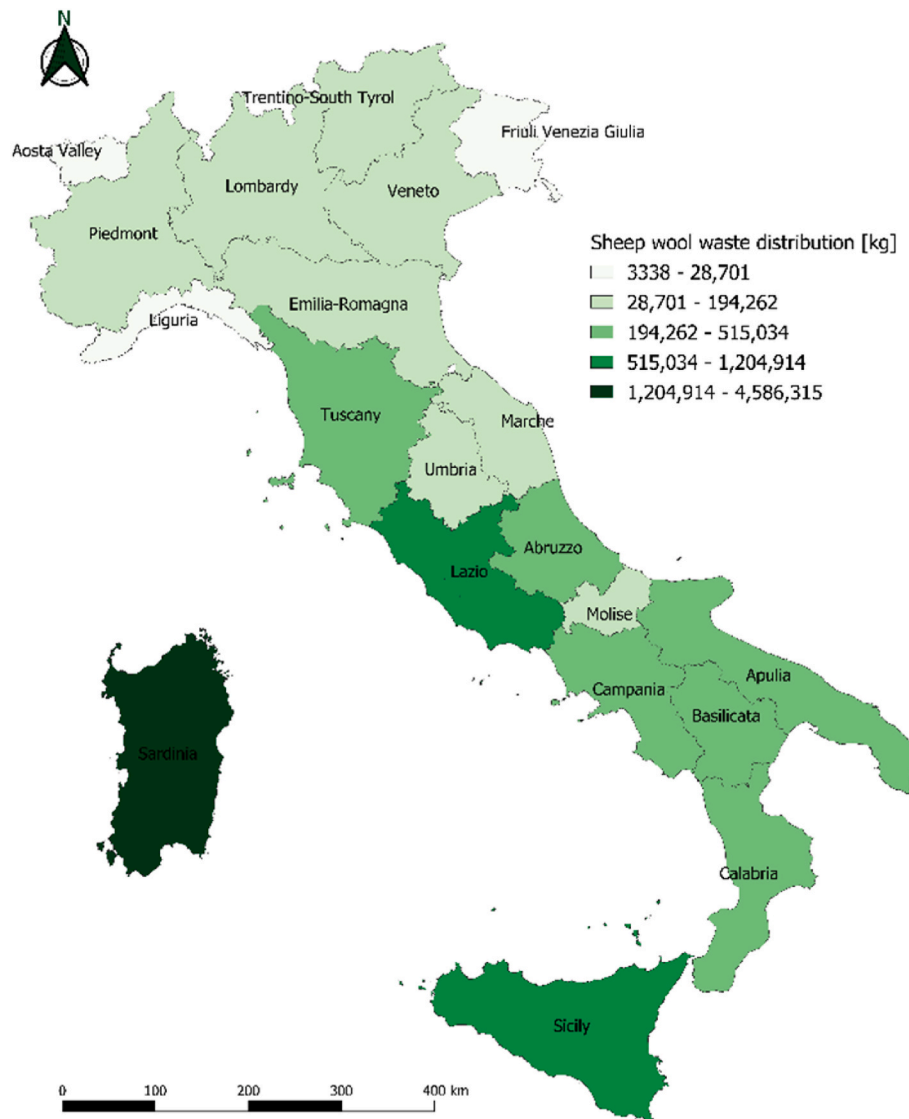 N
Trentino-South Tyrol
Friuli Venezia Giulia
Aosta Valley
Lombardy
Veneto
Piedmont
Sheep wool waste distribution [kg]
3338 - 28,701
28,701 - 194,262
194,262 - 515,034
515,034 - 1,204,914
1,204,914 - 4,586,315
Emilia-Romagna
Liguria
Tuscany
Marche
Umbria
Abruzzo
Lazio
Molise
Apulia
Campania
Basilicata
Sardinia
Calabria
Sicily
0 100 200 300 400 km